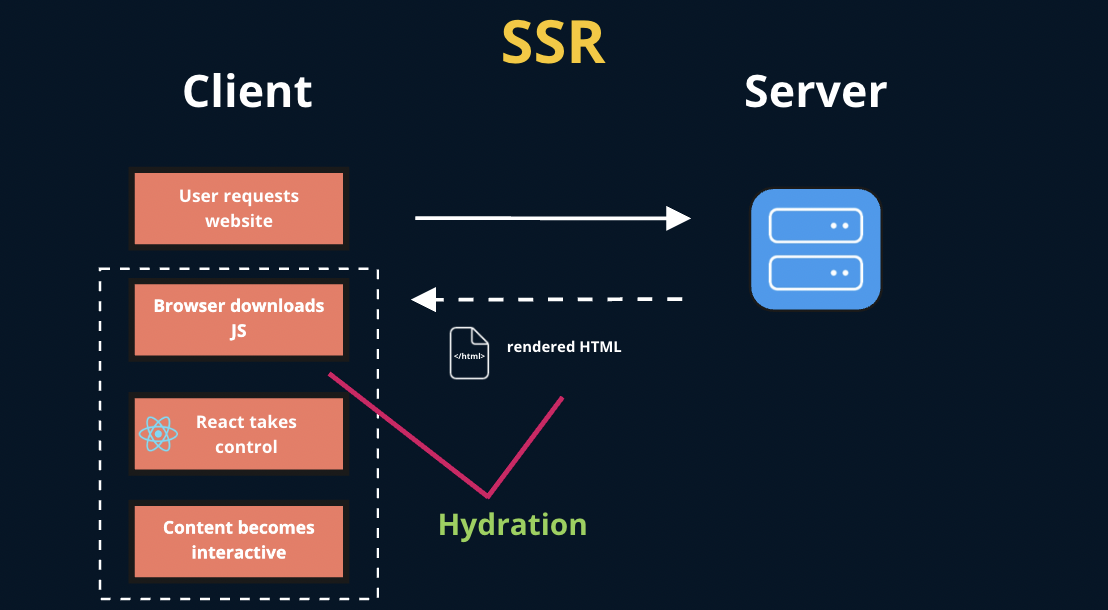 SSR
Client
Server
User requests
website
Browser downloads
JS
</html>
rendered HTML
React takes
control
Hydration
Content becomes
interactive